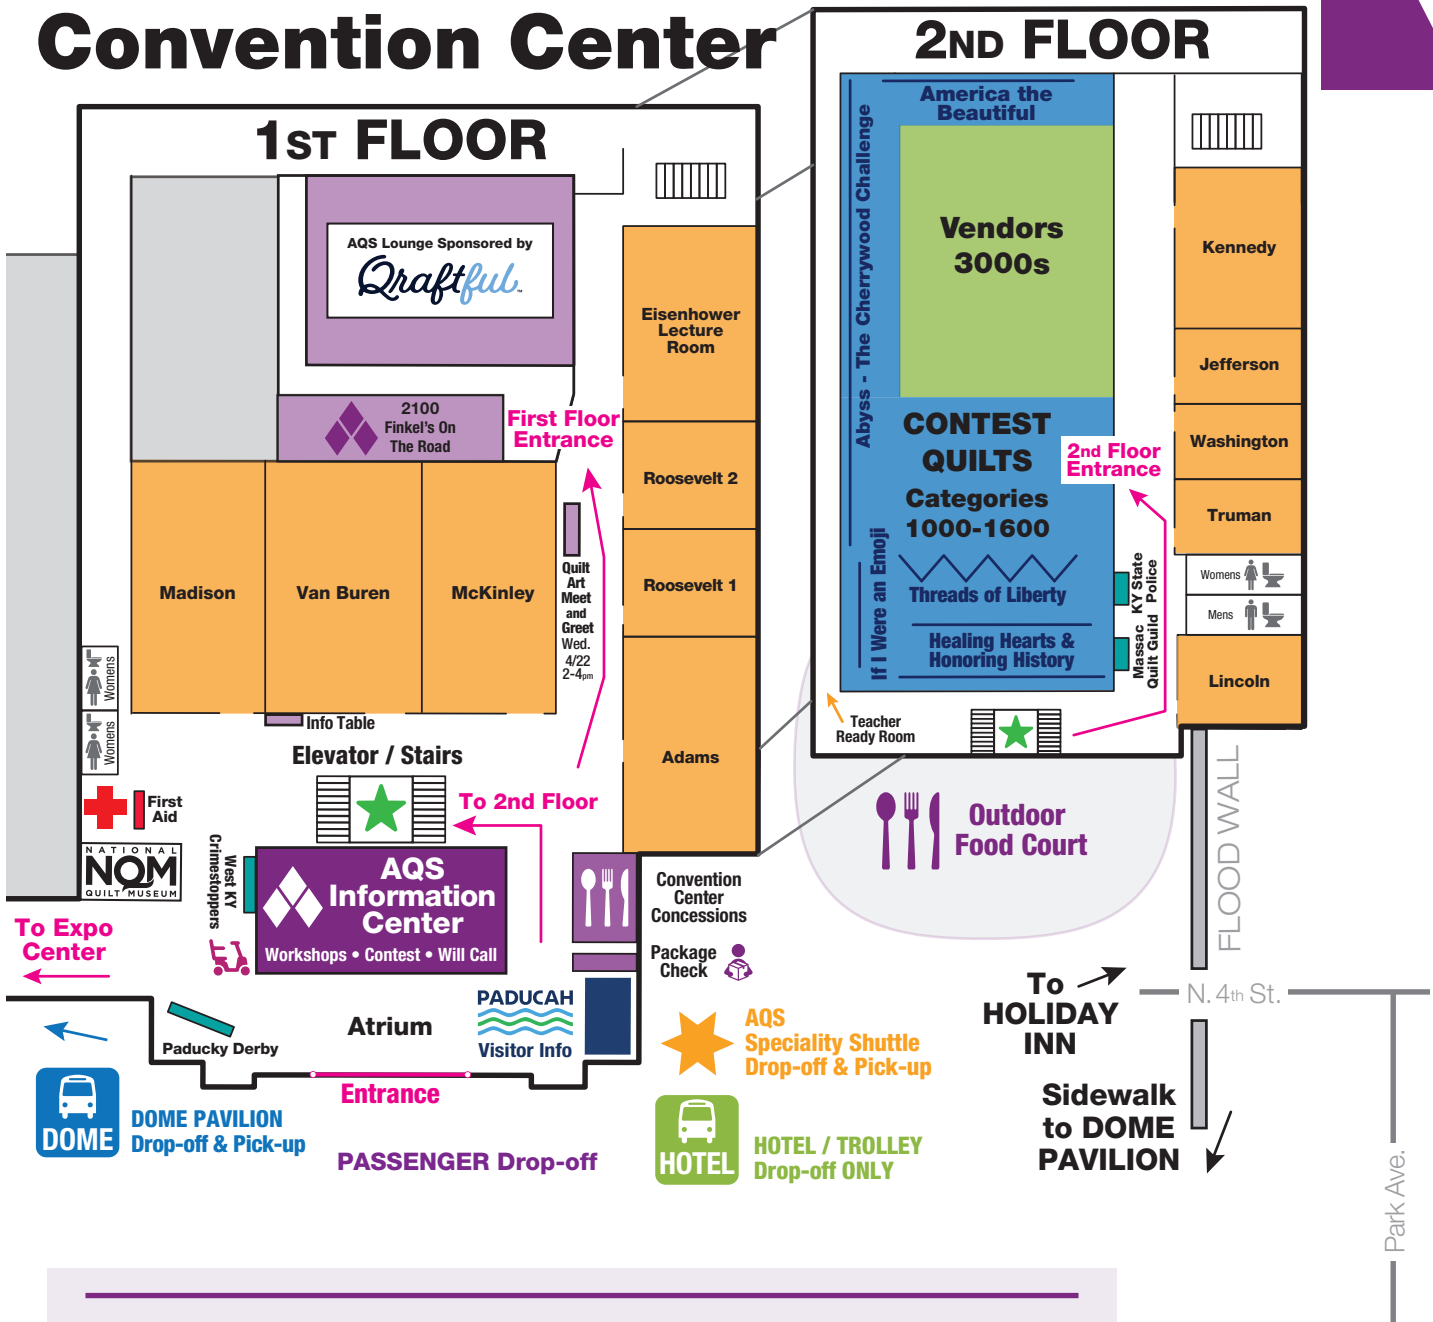 Convention Center
1ST FLOOR
AQS Lounge Sponsored by
Qraftful™
2100
Finkel's On
The Road
First Floor
Entrance
Eisenhower
Lecture
Room
Roosevelt 2
Roosevelt 1
Adams
Madison
Van Buren
McKinley
Quilt
Art
Meet
and
Greet
Wed.
4/22
2-4pm
Womens
Womens
Info Table
Elevator / Stairs
To 2nd Floor
First
Aid
NATIONAL
NQM
QUILT MUSEUM
West KY
Crimestoppers
AQS
Information
Center
Workshops • Contest • Will Call
Convention
Center
Concessions
Package
Check
To Expo
Center
Paducky Derby
Atrium
PADUCAH
Visitor Info
Entrance
DOME
DOME PAVILION
Drop-off & Pick-up
PASSENGER Drop-off
AQS
Speciality Shuttle
Drop-off & Pick-up
HOTEL
HOTEL / TROLLEY
Drop-off ONLY
2ND FLOOR
America the
Beautiful
Abyss - The Cherrywood Challenge
Vendors
3000s
CONTEST
QUILTS
Categories
1000-1600
2nd Floor
Entrance
If I Were an Emoji
Threads of Liberty
Healing Hearts &
Honoring History
KY State
Police
Massac
Quilt Guild
Kennedy
Jefferson
Washington
Truman
Womens
Mens
Lincoln
Teacher
Ready Room
Outdoor
Food Court
FLOOD WALL
To
HOLIDAY
INN
N. 4th St.
Sidewalk
to DOME
PAVILION
Park Ave.